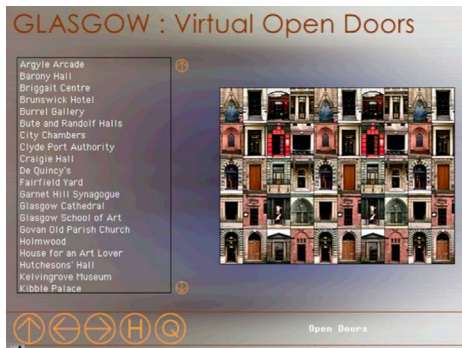 GLASGOW : Virtual Open Doors
Argyle Arcade
Barony Hall
Briggait Centre
Brunswick Hotel
Burrel Gallery
Bute and Randolf Halls
City Chambers
Clyde Port Authority
Craigie Hall
De Quincy's
Fairfield Yard
Garnet Hill Synagogue
Glasgow Cathedral
Glasgow School of Art
Govan Old Parish Church
Holmwood
House for an Art Lover
Hutchesons' Hall
Kelvingrove Museum
Kibble Palace
H Q
Open Doors